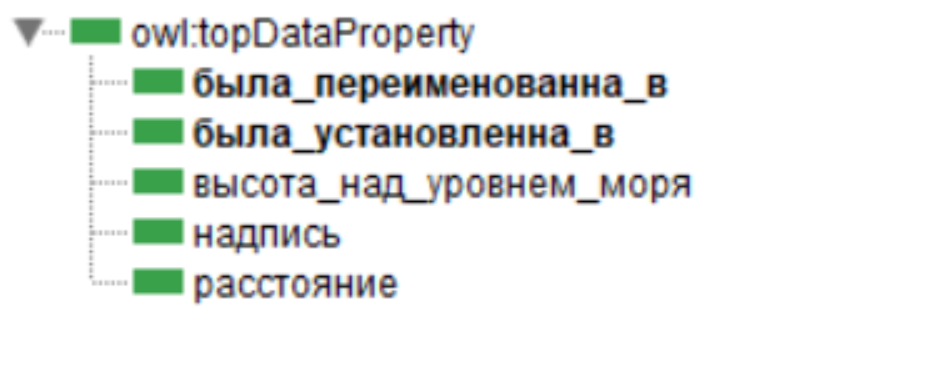 owl:topDataProperty
была_переименованна_в
была_установленна_в
высота_над_уровнем_моря
надпись
расстояние